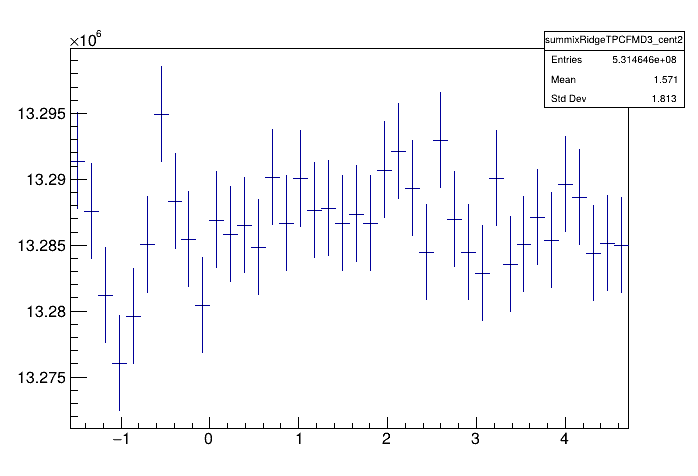 ×10⁶
summixRidgeTPCFMD3_cent2
Entries 5.314646e+08
Mean 1.571
Std Dev 1.813
13.295
13.29
13.285
13.28
13.275
−1 0 1 2 3 4